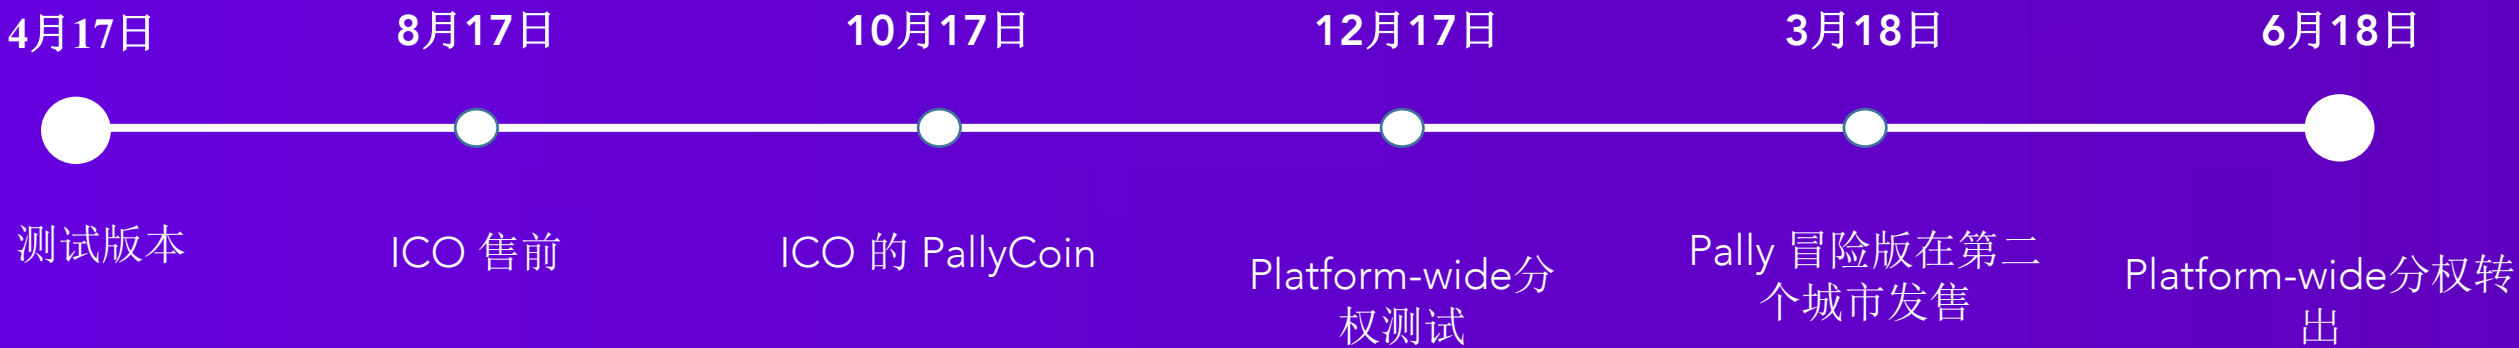 4月17日
8月17日
10月17日
12月17日
3月18日
6月18日
测试版本
ICO 售前
ICO 的 PallyCoin
Platform-wide分
权测试
Pally 冒险版在第二
个城市发售
Platform-wide分权转
出